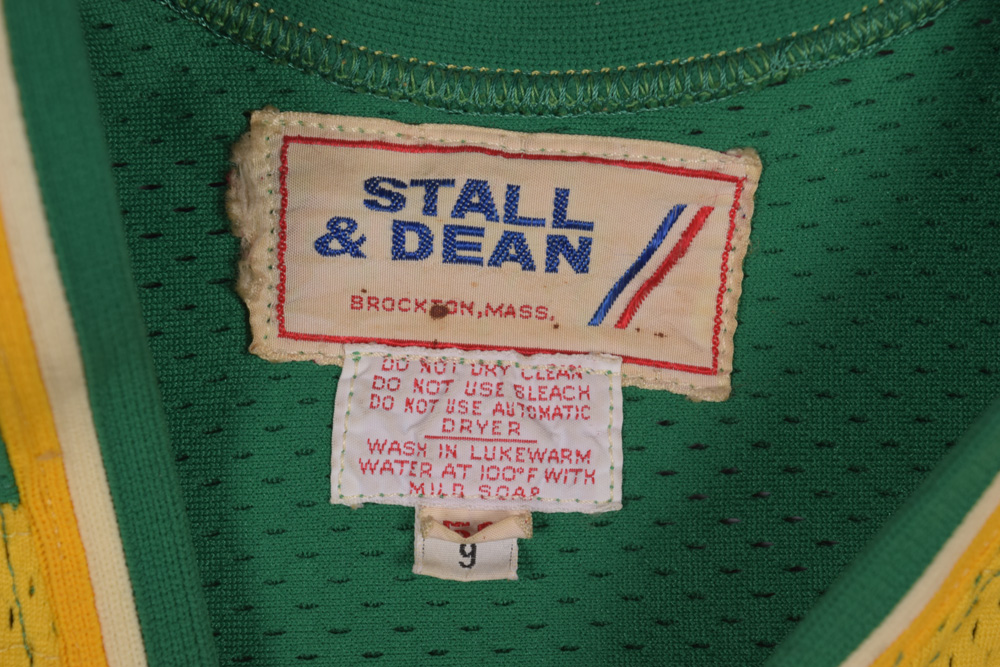 STALL
& DEAN
BROCKTON, MASS.
DO NOT DRY CLEAN
DO NOT USE BLEACH
DO NOT USE AUTOMATIC
DRYER
WASH IN LUKEWARM
WATER AT 100°F WITH
MILD SOAP
9